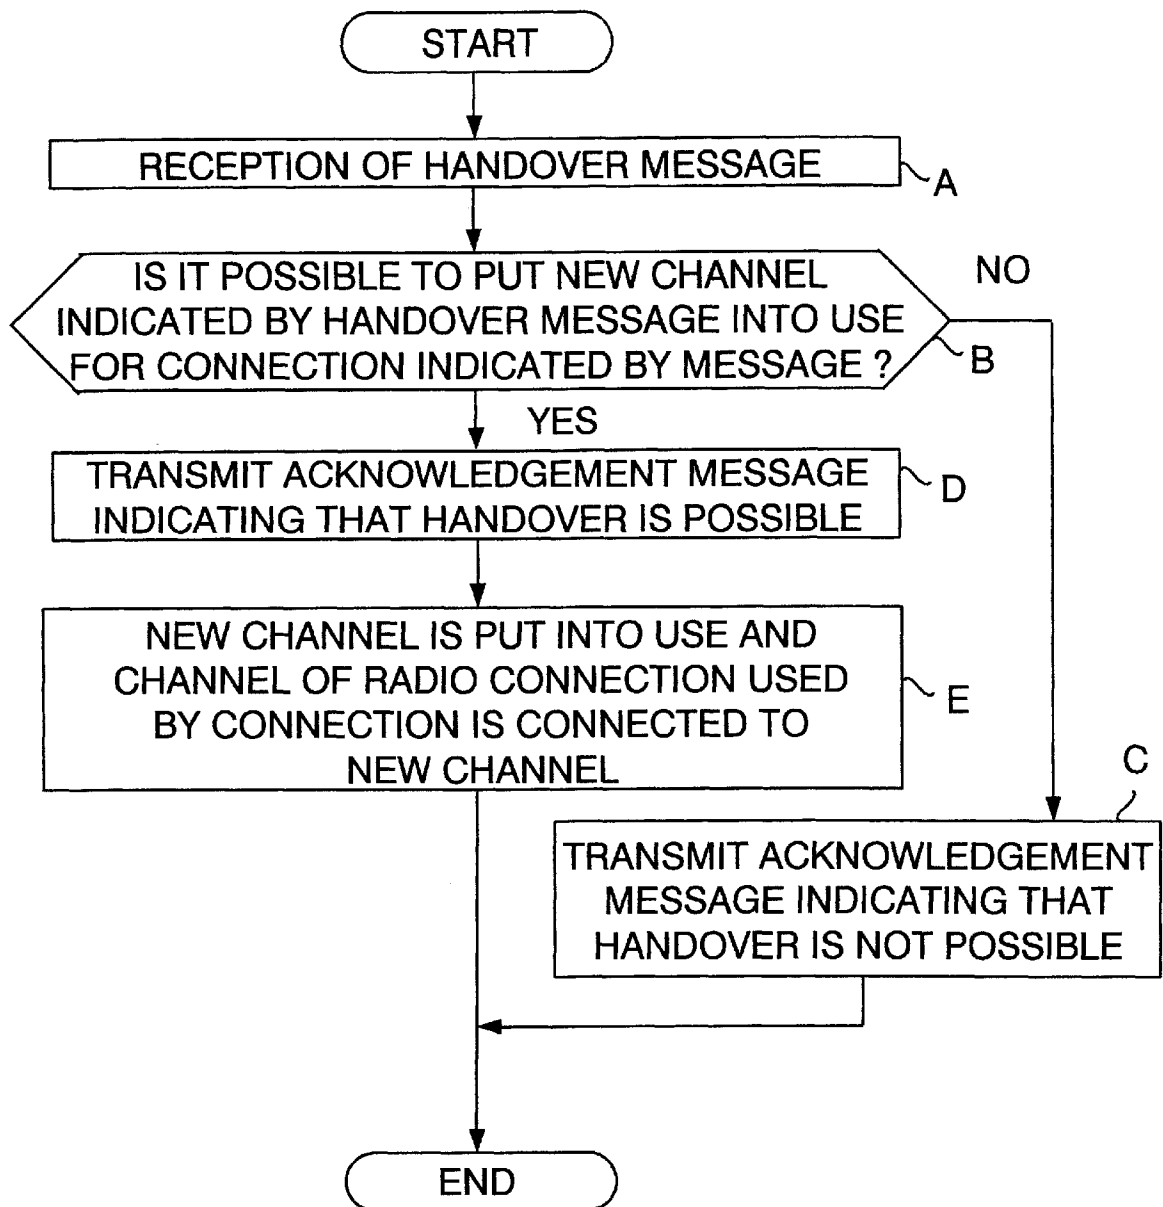 START
RECEPTION OF HANDOVER MESSAGE
A
IS IT POSSIBLE TO PUT NEW CHANNEL
INDICATED BY HANDOVER MESSAGE INTO USE
FOR CONNECTION INDICATED BY MESSAGE ?
NO
B
YES
TRANSMIT ACKNOWLEDGEMENT MESSAGE
INDICATING THAT HANDOVER IS POSSIBLE
D
NEW CHANNEL IS PUT INTO USE AND
CHANNEL OF RADIO CONNECTION USED
BY CONNECTION IS CONNECTED TO
NEW CHANNEL
E
C
TRANSMIT ACKNOWLEDGEMENT
MESSAGE INDICATING THAT
HANDOVER IS NOT POSSIBLE
END